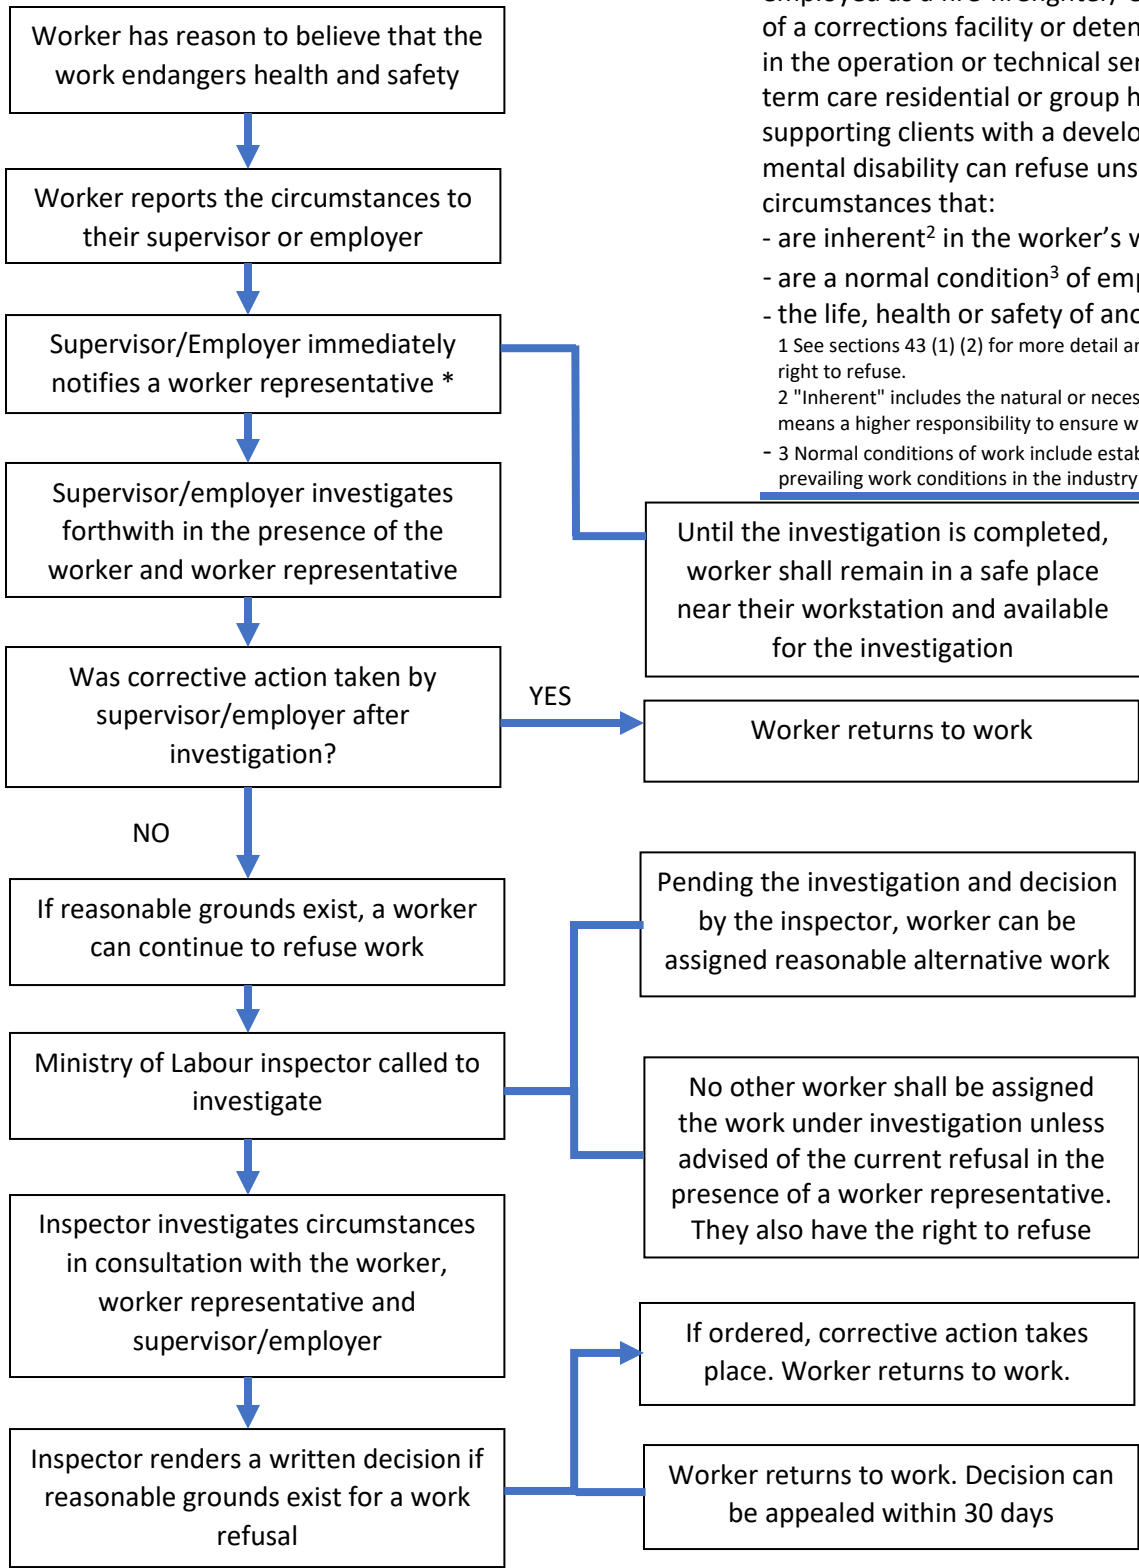 employed as a fire
of a corrections facility or
in the operation or technical
term care residential or group
supporting clients with a
mental disability can refuse
circumstances that:
- are inherent2 in the worker's
- are a normal condition3 of
- the life, health or safety of
1 See sections 43 (1) (2) for more detail
right to refuse.
2 "Inherent" includes the natural or
means a higher responsibility to ensure
- 3 Normal conditions of work include
prevailing work conditions in the industry
Worker has reason to believe that the
work endangers health and safety
Worker reports the circumstances to
their supervisor or employer
Supervisor/Employer immediately
notifies a worker representative *
Until the investigation is completed,
worker shall remain in a safe place
near their workstation and available
for the investigation
Supervisor/employer investigates
forthwith in the presence of the
worker and worker representative
Was corrective action taken by
supervisor/employer after
investigation?
YES
Worker returns to work
NO
If reasonable grounds exist, a worker
can continue to refuse work
Ministry of Labour inspector called to
investigate
Pending the investigation and decision
by the inspector, worker can be
assigned reasonable alternative work
No other worker shall be assigned
the work under investigation unless
advised of the current refusal in the
presence of a worker representative.
They also have the right to refuse
Inspector investigates circumstances
in consultation with the worker,
worker representative and
supervisor/employer
Inspector renders a written decision if
reasonable grounds exist for a work
refusal
If ordered, corrective action takes
place. Worker returns to work.
Worker returns to work. Decision can
be appealed within 30 days